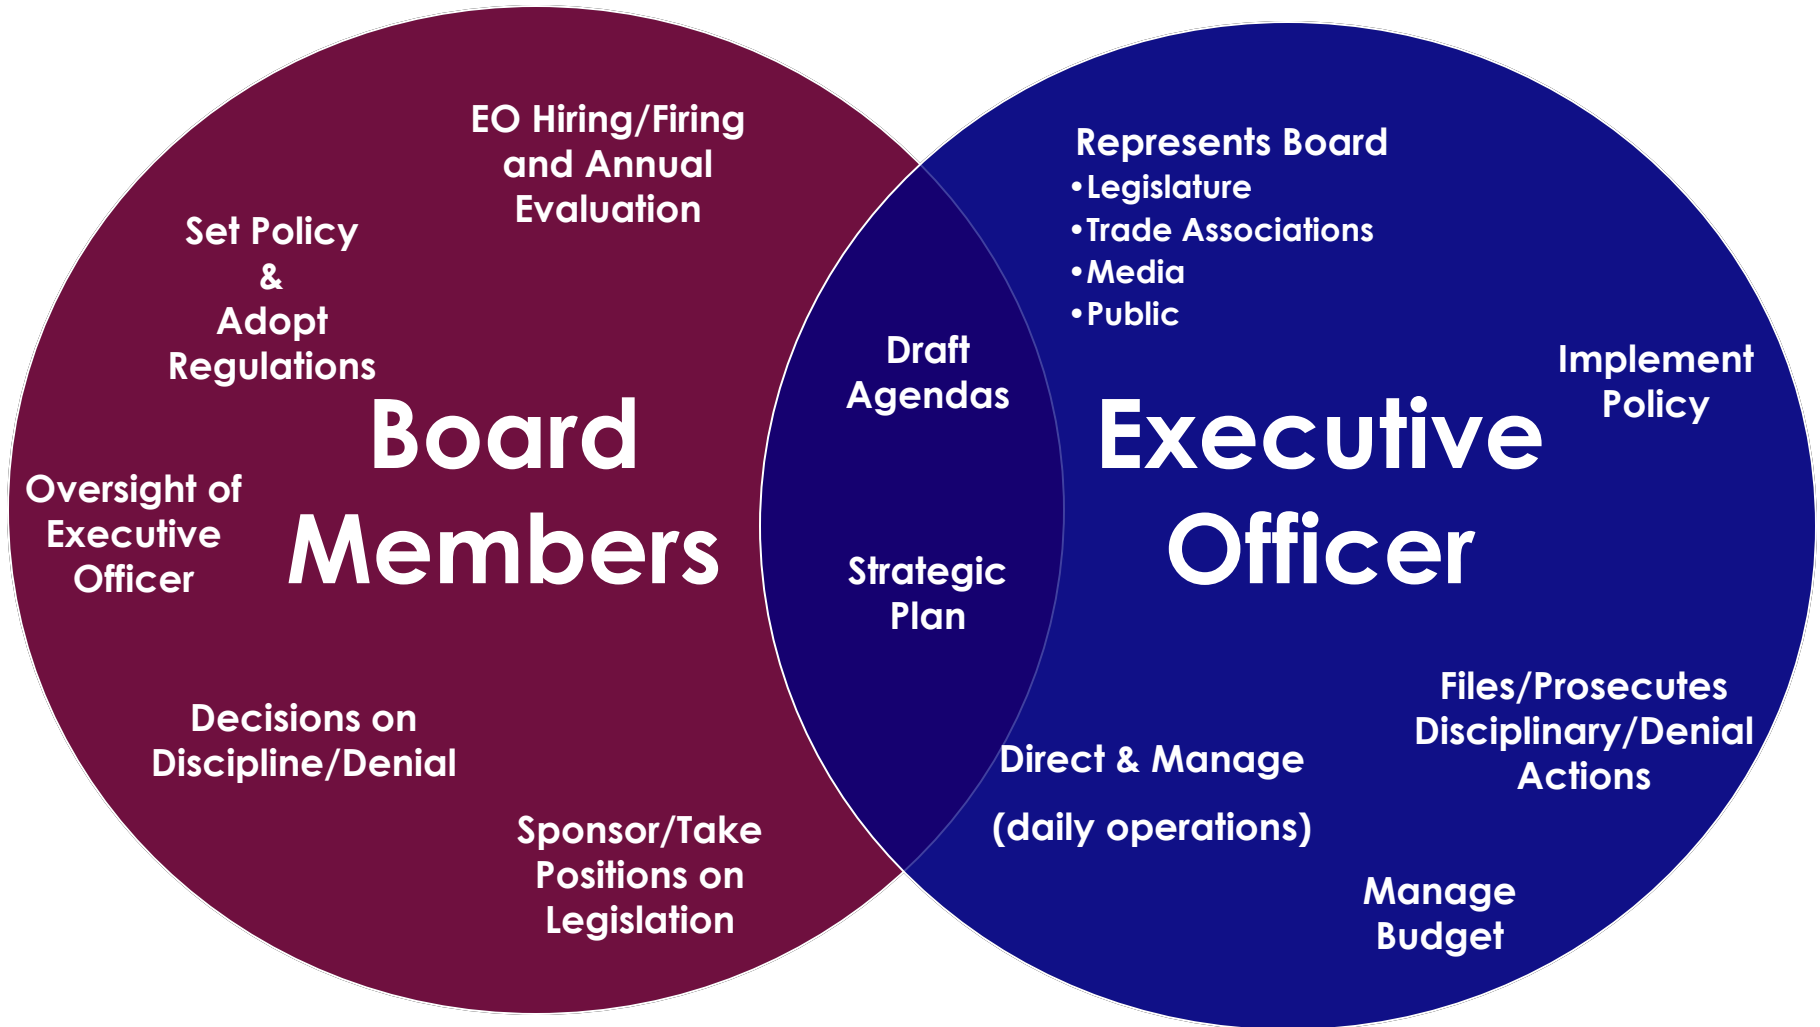 EO Hiring/Firing
and Annual
Evaluation
Set Policy
&
Adopt
Regulations
Board
Members
Oversight of
Executive
Officer
Decisions on
Discipline/Denial
Sponsor/Take
Positions on
Legislation
Draft
Agendas
Strategic
Plan
Represents Board
•Legislature
•Trade Associations
•Media
•Public
Implement
Policy
Executive
Officer
Files/Prosecutes
Disciplinary/Denial
Actions
Direct & Manage
(daily operations)
Manage
Budget